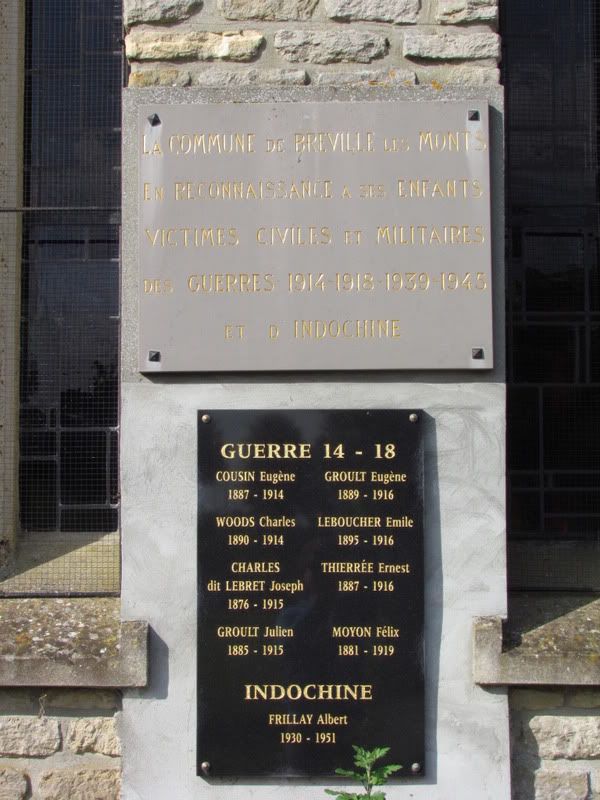 LA COMMUNE DE BREVILLE LES MONTS
EN RECONNAISSANCE A SES ENFANTS
VICTIMES CIVILES ET MILITAIRES
DES GUERRES 1914-1918-1939-1945
ET D INDOCHINE
GUERRE 14 - 18
COUSIN Eugène
1887 - 1914
GROULT Eugène
1889 - 1916
WOODS Charles
1890 - 1914
LEBOUCHER Emile
1895 - 1916
CHARLES
dit LEBRET Joseph
1876 - 1915
THIERRÉE Ernest
1887 - 1916
GROULT Julien
1885 - 1915
MOYON Félix
1881 - 1919
INDOCHINE
FRILLAY Albert
1930 - 1951